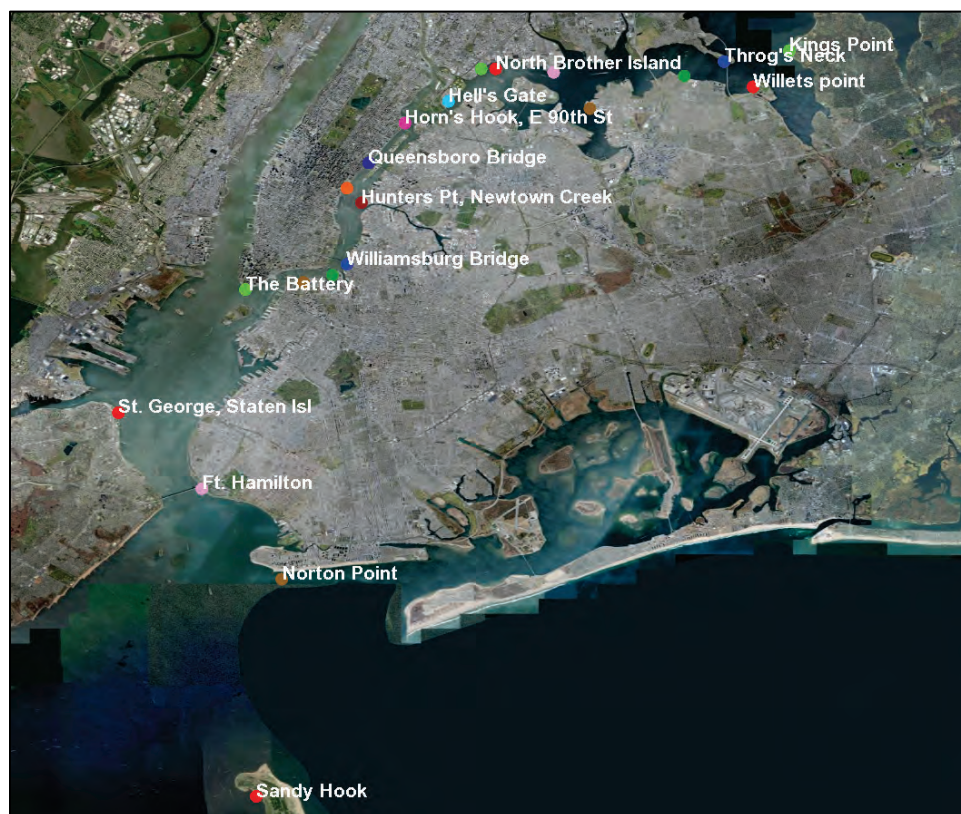 Kings Point
Throg's Neck
North Brother Island
Willets point
Hell's Gate
Horn's Hook, E 90th St
Queensboro Bridge
Hunters Pt, Newtown Creek
Williamsburg Bridge
The Battery
St. George, Staten Isl
Ft. Hamilton
Norton Point
Sandy Hook